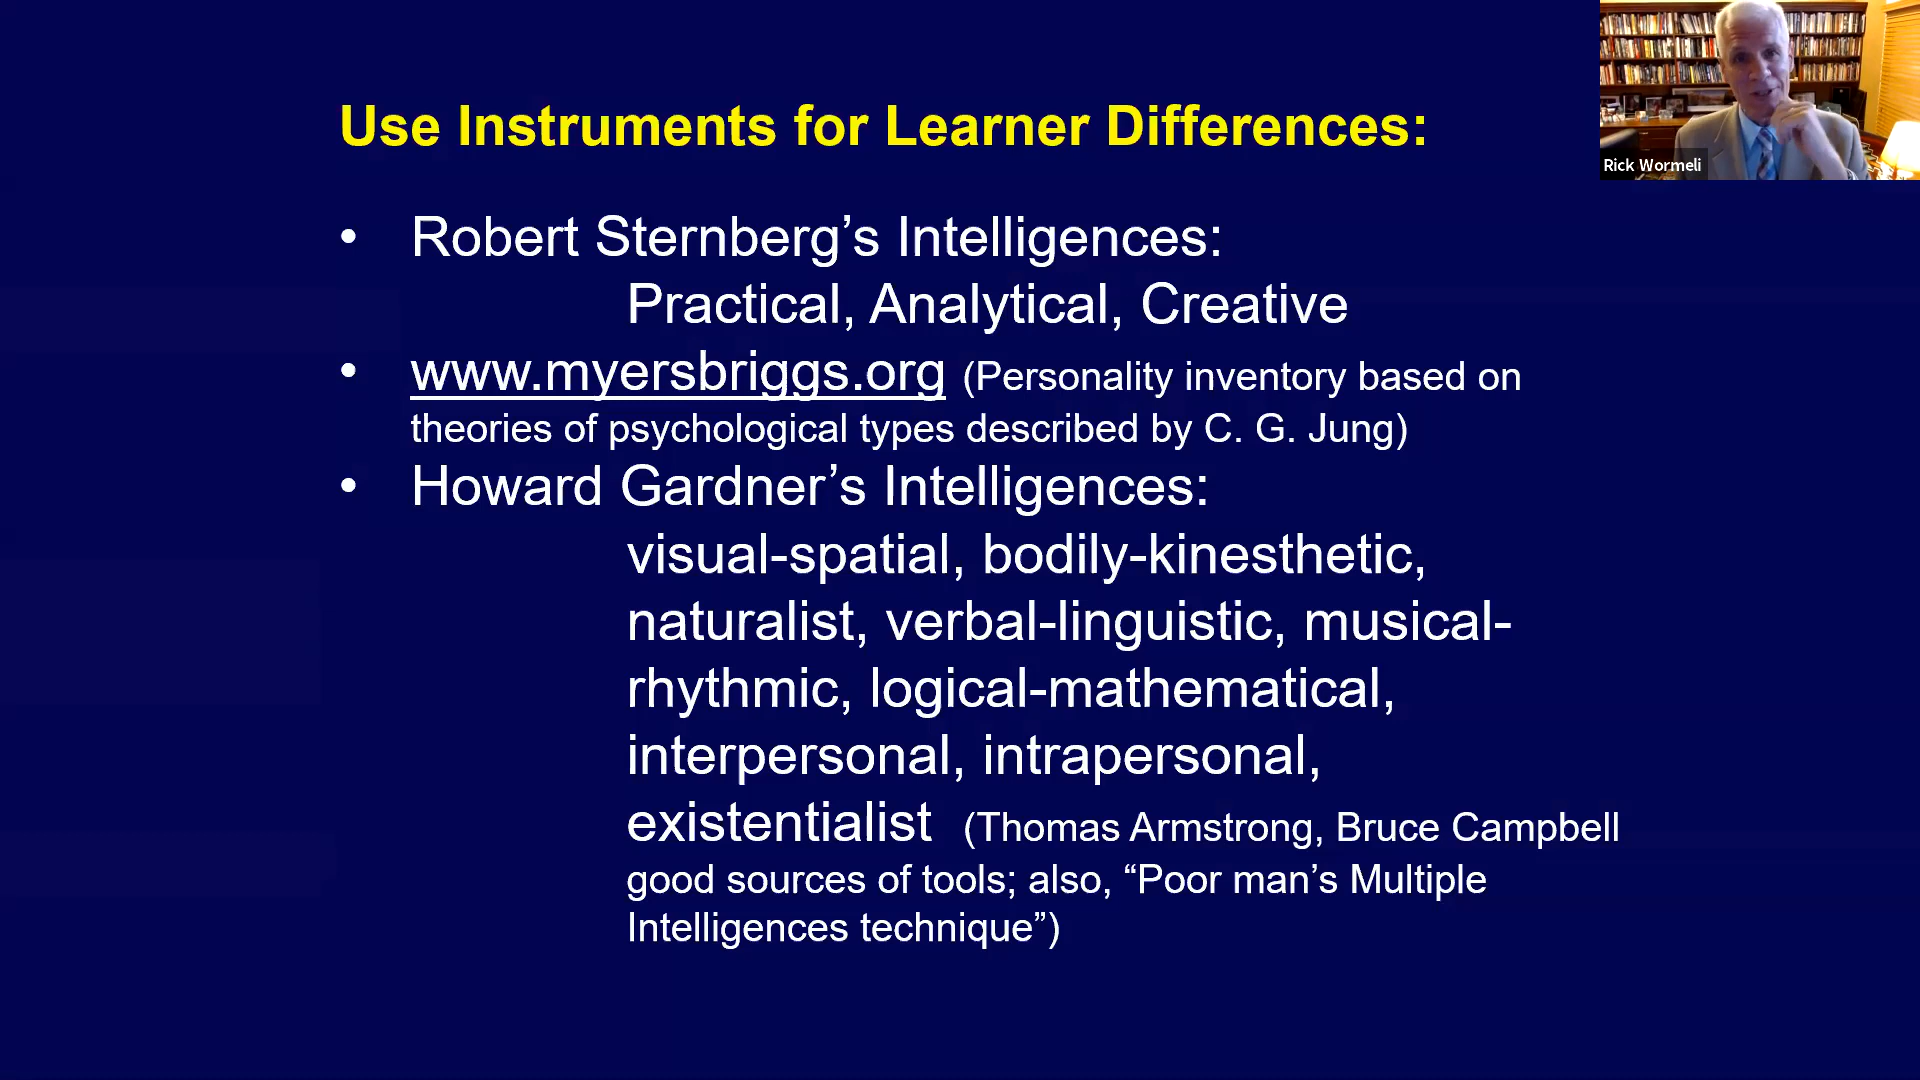 Use Instruments for Learner Differences:
• Robert Sternberg’s Intelligences:
Practical, Analytical, Creative
• www.myersbriggs.org (Personality inventory based on
theories of psychological types described by C. G. Jung)
• Howard Gardner’s Intelligences:
visual-spatial, bodily-kinesthetic,
naturalist, verbal-linguistic, musical-
rhythmic, logical-mathematical,
interpersonal, intrapersonal,
existentialist (Thomas Armstrong, Bruce Campbell
good sources of tools; also, “Poor man’s Multiple
Intelligences technique”)
Rick Wormeli